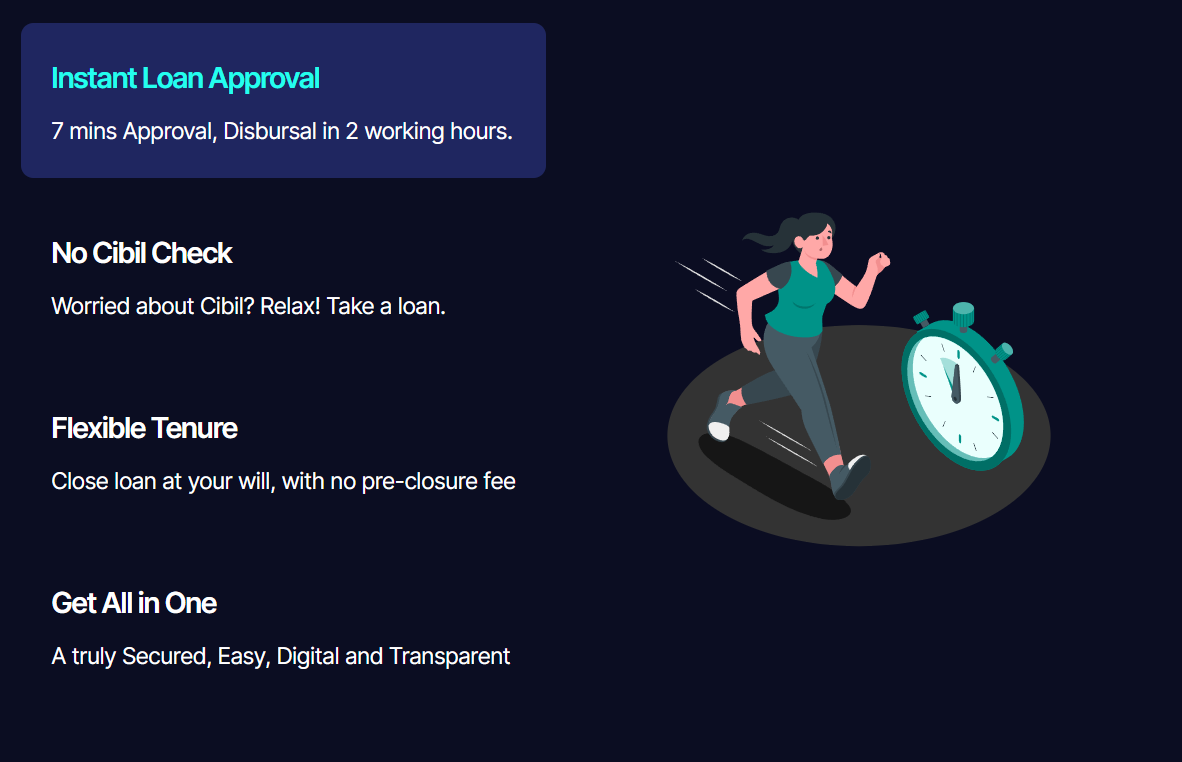 Instant Loan Approval
7 mins Approval, Disbursal in 2 working hours.
No Cibil Check
Worried about Cibil? Relax! Take a loan.
Flexible Tenure
Close loan at your will, with no pre-closure fee
Get All in One
A truly Secured, Easy, Digital and Transparent